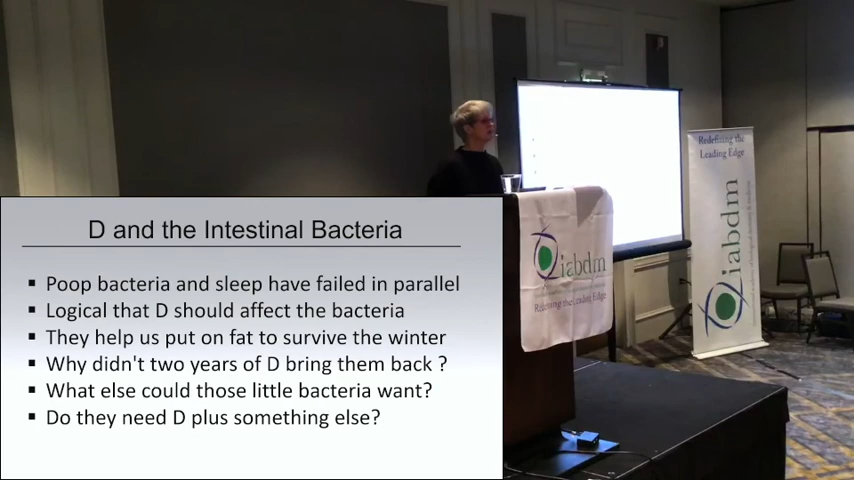 D and the Intestinal Bacteria
▪ Poop bacteria and sleep have failed in parallel
▪ Logical that D should affect the bacteria
▪ They help us put on fat to survive the winter
▪ Why didn't two years of D bring them back ?
▪ What else could those little bacteria want?
▪ Do they need D plus something else?
iabdm
Redefining the Leading Edge
Redefining the
Leading Edge
iabdm